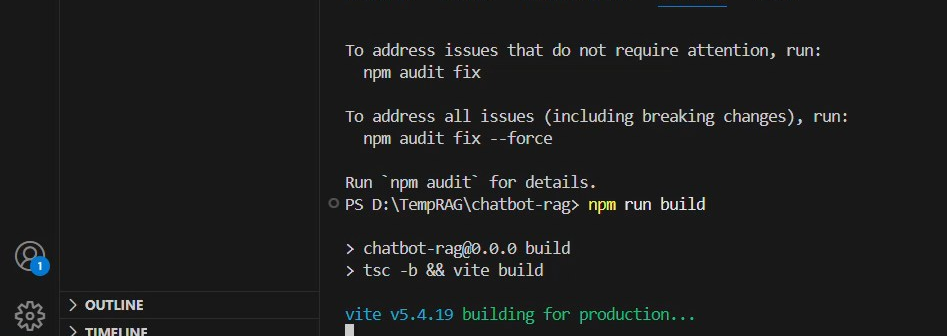 To address issues that do not require attention, run:
npm audit fix
To address all issues (including breaking changes), run:
npm audit fix --force
Run `npm audit` for details.
PS D:\TempRAG\chatbot-rag> npm run build
> chatbot-rag@0.0.0 build
> tsc -b && vite build
vite v5.4.19 building for production...
1
OUTLINE
TIMELINE